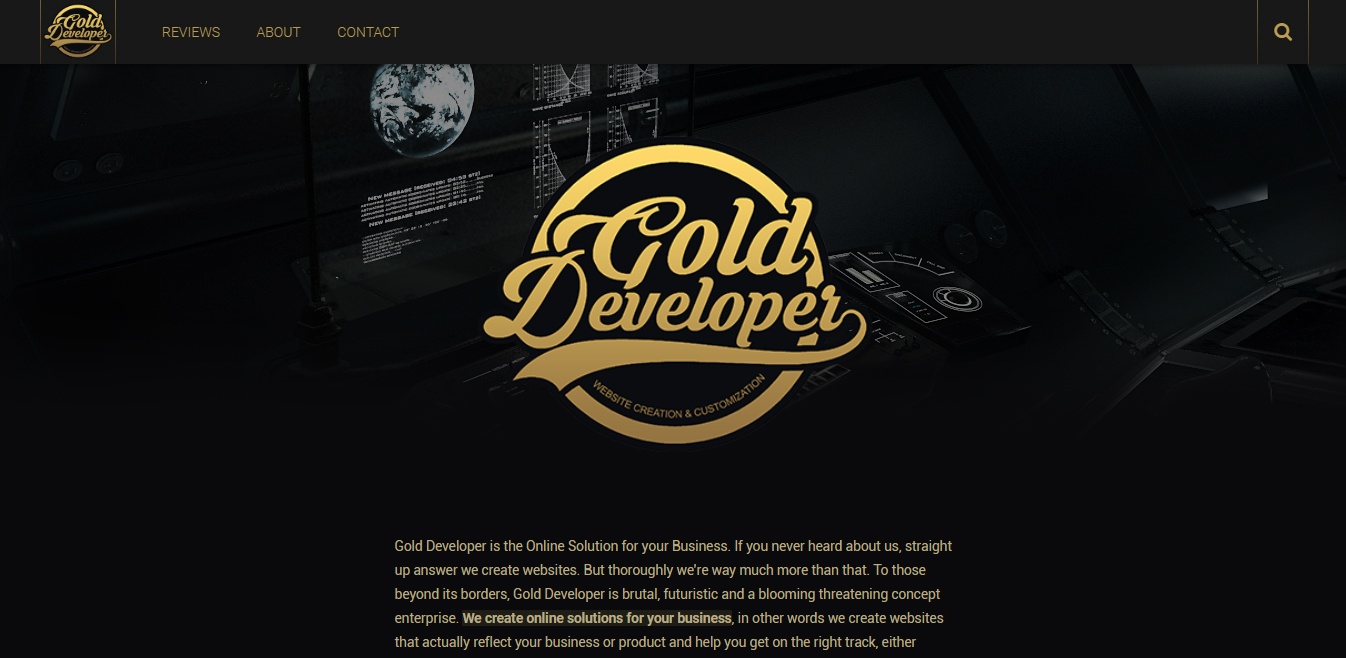 Gold
Developer
REVIEWS
ABOUT
CONTACT
NEW MESSAGE
NEW MESSAGE
Gold
Developer
WEBSITE CREATION & CUSTOMIZATION
Gold Developer is the Online Solution for your Business. If you never heard about us, straight
up answer we create websites. But thoroughly we're way much more than that. To those
beyond its borders, Gold Developer is brutal, futuristic and a blooming threatening concept
enterprise. We create online solutions for your business, in other words we create websites
that actually reflect your business or product and help you get on the right track, either